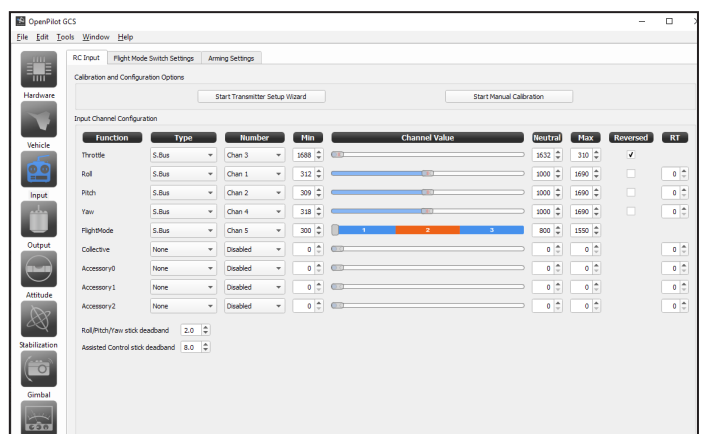 OpenPilot GCS
File Edit Tools Window Help
RC Input Flight Mode Switch Settings Arming Settings
Calibration and Configuration Options
Start Transmitter Setup Wizard Start Manual Calibration
Input Channel Configuration
Function Type Number Min Channel Value Neutral Max Reversed RT
Throttle S.Bus Chan 3 1688 1632 310
Roll S.Bus Chan 1 312 1000 1690 0
Pitch S.Bus Chan 2 309 1000 1690 0
Yaw S.Bus Chan 4 318 1000 1690 0
FlightMode S.Bus Chan 5 300 1 2 3 800 1550
Collective None Disabled 0 0 0 0
Accessory0 None Disabled 0 0 0 0
Accessory1 None Disabled 0 0 0 0
Accessory2 None Disabled 0 0 0 0
Roll/Pitch/Yaw stick deadband 2.0
Assisted Control stick deadband 8.0
Hardware
Vehicle
Input
Output
Attitude
Stabilization
Gimbal